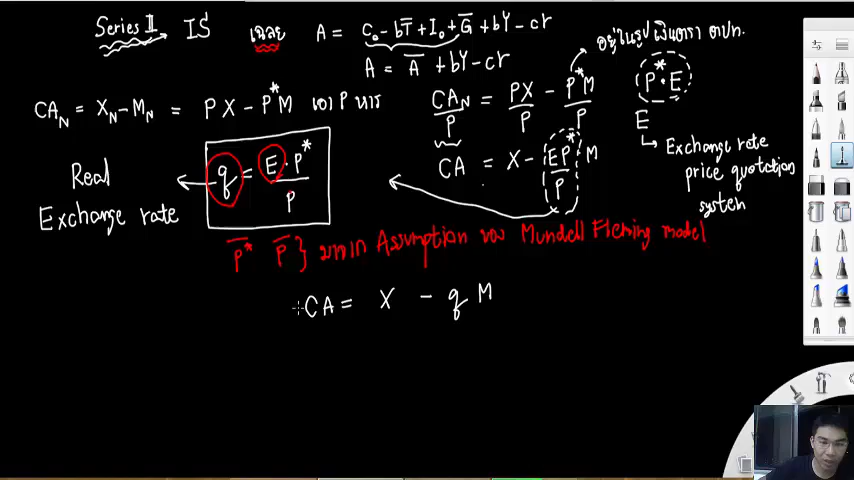 Series II IS เฉลย A = C₀ - bT̅ + I₀ + G̅ + bY - cr
A = A̅ + bY - cr
อยู่ในรูปเงินตรา ตปท.
CA_N = X_N - M_N = PX - P*M เอา P หาร
CA_N/P = PX/P - P*M/P
P*·E
E
Exchange rate
price quotation
system
CA = X - EP*/P M
Real
Exchange rate
q = E·P*/P
P̅* P̅ } มาจาก Assumption ของ Mundell Fleming model
CA = X - q M